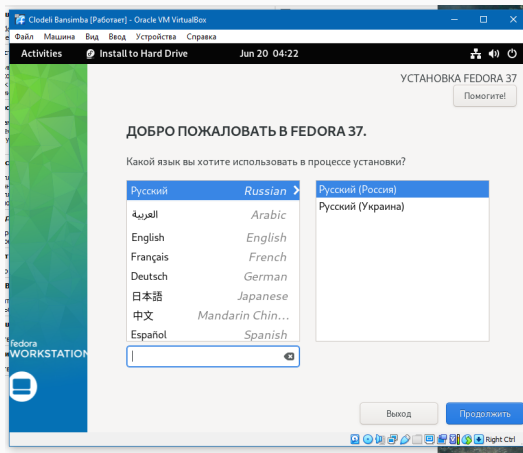 Clodeli Bansimba [Работает] - Oracle VM VirtualBox
Файл Машина Вид Ввод Устройства Справка
Activities Install to Hard Drive Jun 20 04:22
УСТАНОВКА FEDORA 37
Помогите!
ДОБРО ПОЖАЛОВАТЬ В FEDORA 37.
Какой язык вы хотите использовать в процессе установки?
Русский Russian Русский (Россия)
العربية Arabic Русский (Украина)
English English
Français French
Deutsch German
日本語 Japanese
中文 Mandarin Chin...
Español Spanish
fedora
WORKSTATION
Выход Продолжить
Right Ctrl